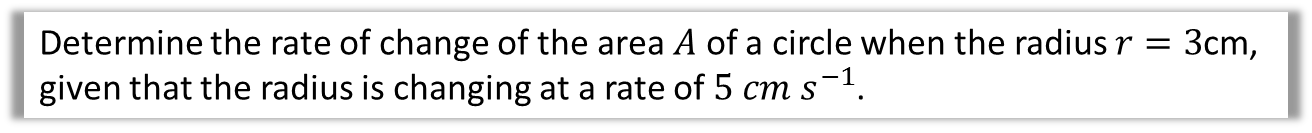 Determine the rate of change of the area A of a circle when the radius r = 3cm,
given that the radius is changing at a rate of 5 cm s⁻¹.